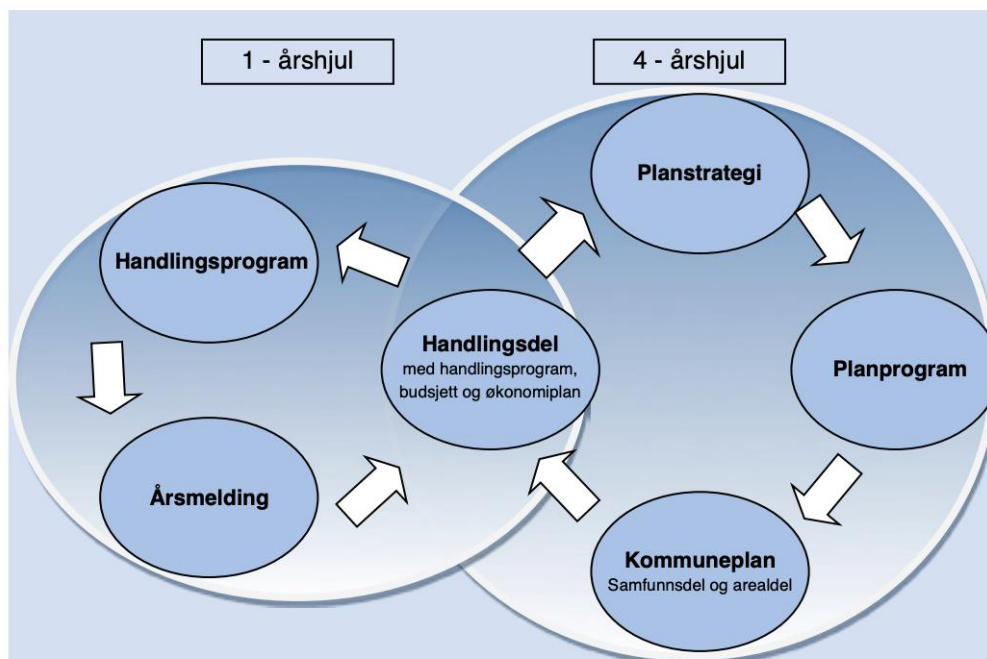 1 - årshjul
4 - årshjul
Planstrategi
Handlingsprogram
Handlingsdel
med handlingsprogram,
budsjett og økonomiplan
Planprogram
Årsmelding
Kommuneplan
Samfunnsdel og arealdel